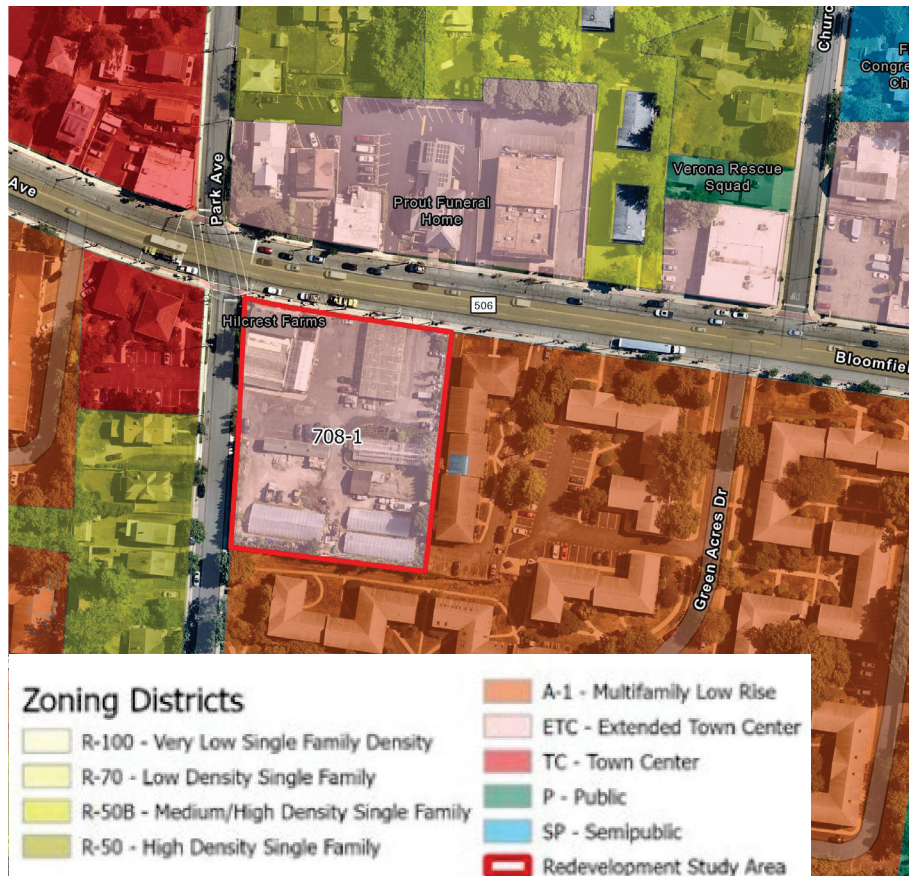 Churc
F
Congre
Ch
Park Ave
Verona Rescue
Squad
Prout Funeral
Home
Ave
506
Hilcrest Farms
Bloomfiel
708-1
Green Acres Dr
Zoning Districts
R-100 - Very Low Single Family Density
R-70 - Low Density Single Family
R-50B - Medium/High Density Single Family
R-50 - High Density Single Family
A-1 - Multifamily Low Rise
ETC - Extended Town Center
TC - Town Center
P - Public
SP - Semipublic
Redevelopment Study Area